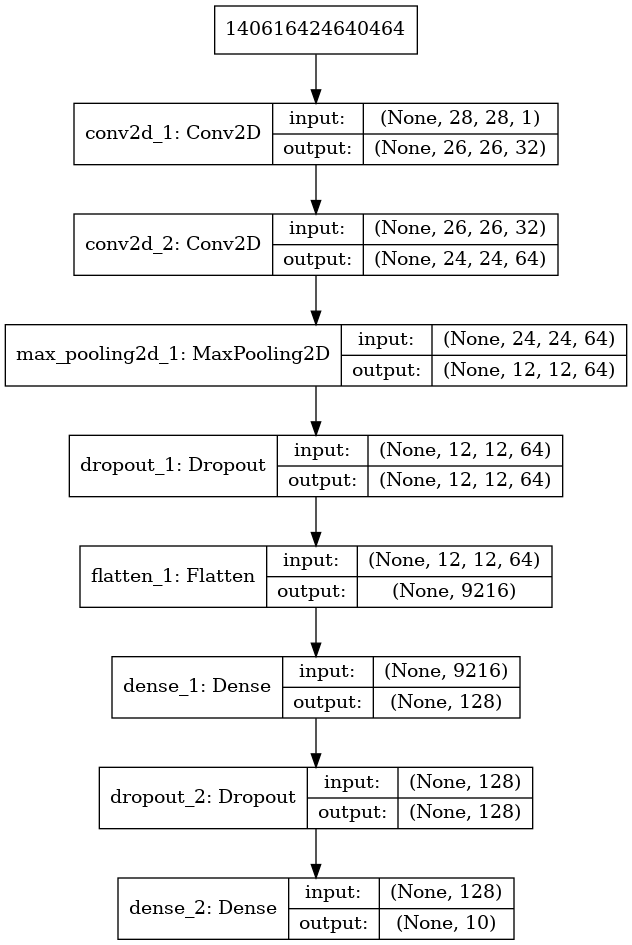 140616424640464
conv2d_1: Conv2D
input: (None, 28, 28, 1)
output: (None, 26, 26, 32)
conv2d_2: Conv2D
input: (None, 26, 26, 32)
output: (None, 24, 24, 64)
max_pooling2d_1: MaxPooling2D
input: (None, 24, 24, 64)
output: (None, 12, 12, 64)
dropout_1: Dropout
input: (None, 12, 12, 64)
output: (None, 12, 12, 64)
flatten_1: Flatten
input: (None, 12, 12, 64)
output: (None, 9216)
dense_1: Dense
input: (None, 9216)
output: (None, 128)
dropout_2: Dropout
input: (None, 128)
output: (None, 128)
dense_2: Dense
input: (None, 128)
output: (None, 10)